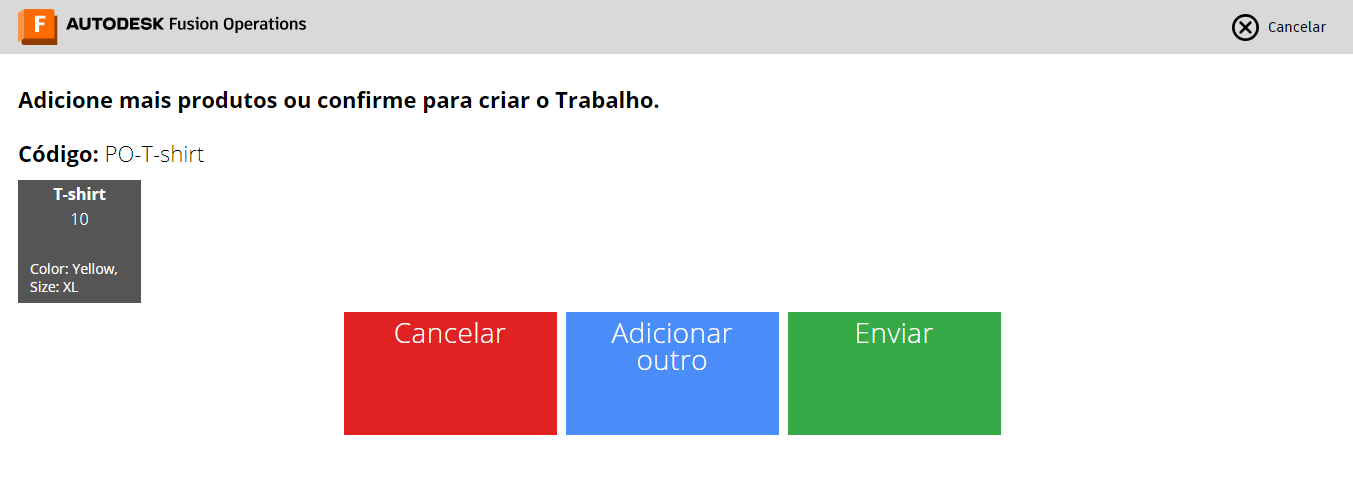 F AUTODESK Fusion Operations
Cancelar
Adicione mais produtos ou confirme para criar o Trabalho.
Código: PO-T-shirt
T-shirt
10
Color: Yellow,
Size: XL
Cancelar
Adicionar
outro
Enviar